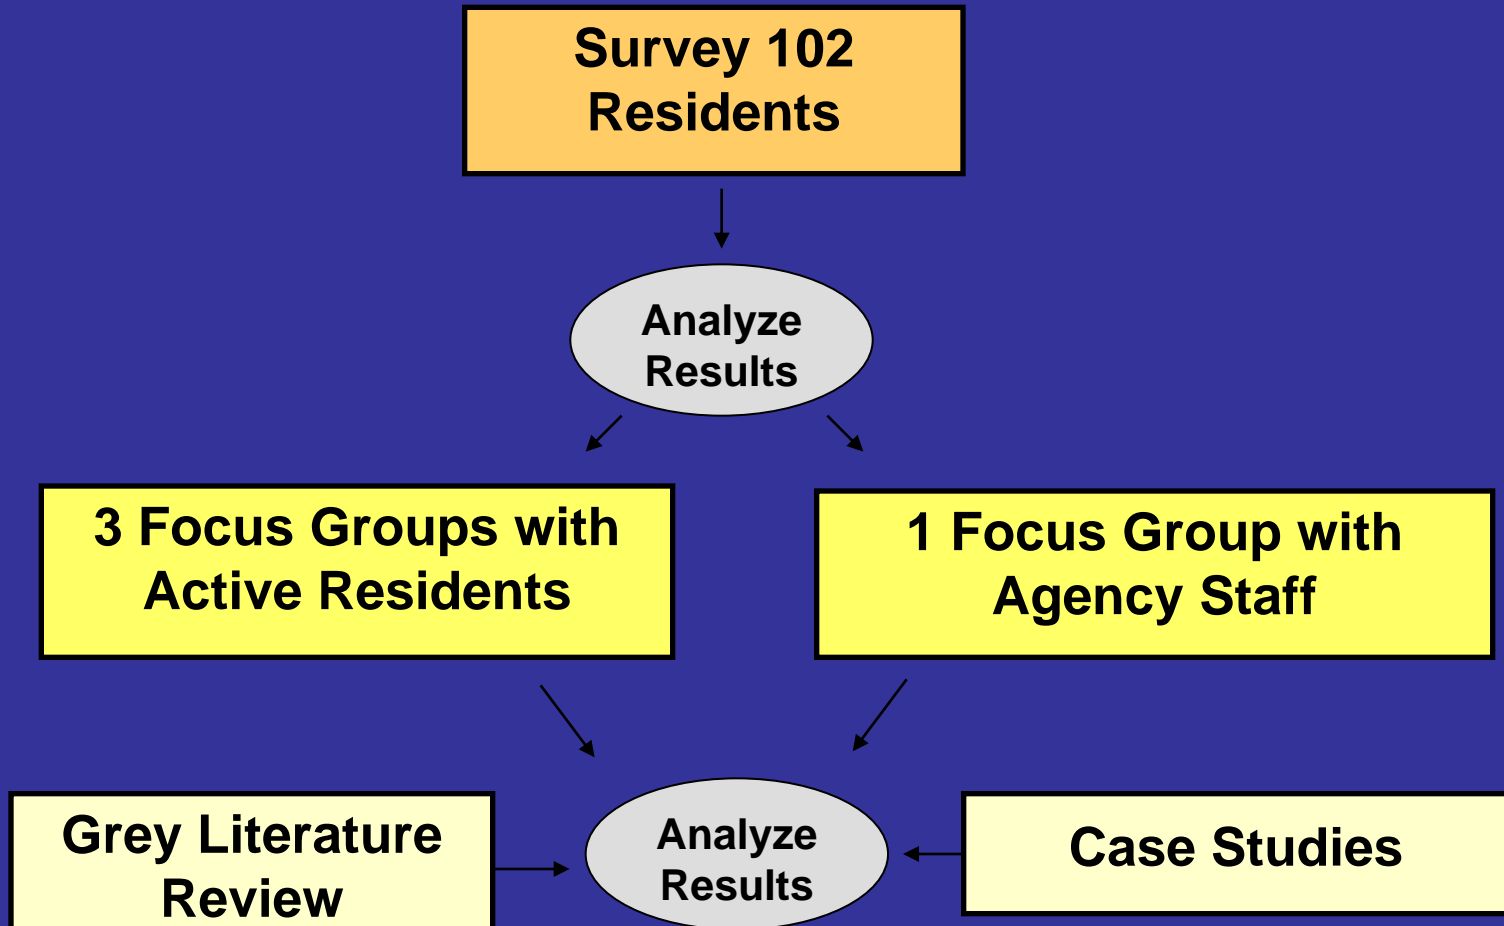 Survey 102
Residents
Analyze
Results
3 Focus Groups with
Active Residents
1 Focus Group with
Agency Staff
Grey Literature
Review
Analyze
Results
Case Studies